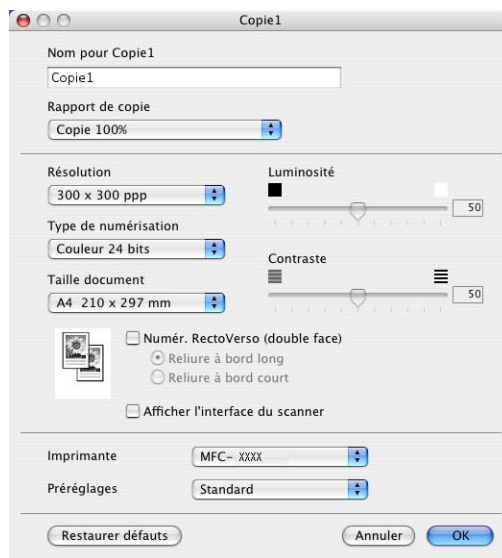 Copie1
Nom pour Copie1
Copie1
Rapport de copie
Copie 100%
Résolution
300 x 300 ppp
Type de numérisation
Couleur 24 bits
Taille document
A4 210 x 297 mm
Luminosité
50
Contraste
50
Numér. RectoVerso (double face)
Reliure à bord long
Reliure à bord court
Afficher l'interface du scanner
Imprimante
MFC- XXXX
Préréglages
Standard
Restaurer défauts
Annuler
OK